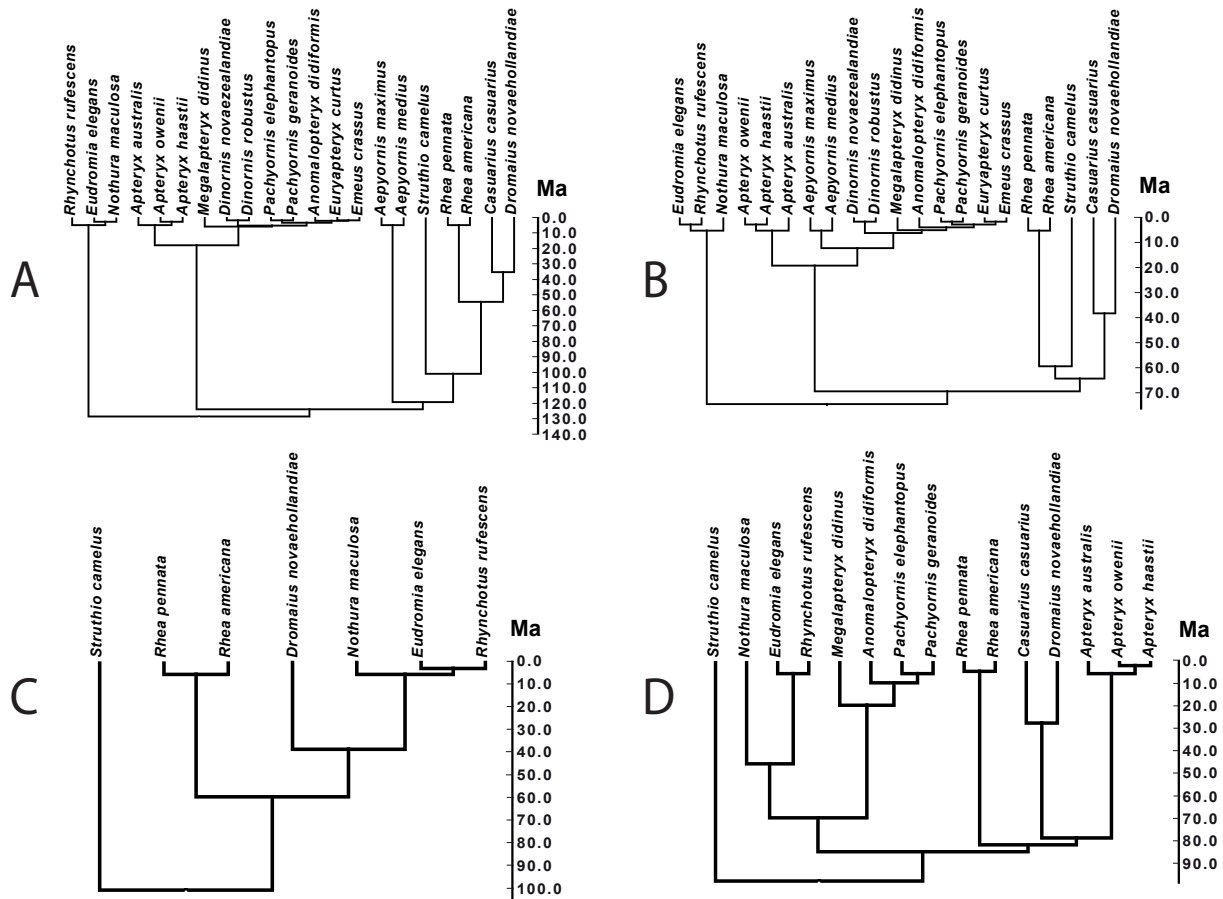 A
Rhynchotus rufescens
Eudromia elegans
Nothura maculosa
Apteryx australis
Apteryx owenii
Apteryx haastii
Megalapteryx didinus
Dinornis novaezealandiae
Dinornis robustus
Pachyornis elephantopus
Pachyornis geranoides
Anomalopteryx didiformis
Euryapteryx curtus
Emeus crassus
Aepyornis maximus
Aepyornis medius
Struthio camelus
Rhea pennata
Rhea americana
Casuarius casuarius
Dromaius novaehollandiae
Ma
0.0
10.0
20.0
30.0
40.0
50.0
60.0
70.0
80.0
90.0
100.0
110.0
120.0
130.0
140.0
B
Eudromia elegans
Rhynchotus rufescens
Nothura maculosa
Apteryx owenii
Apteryx haastii
Apteryx australis
Aepyornis maximus
Aepyornis medius
Dinornis novaezealandiae
Dinornis robustus
Megalapteryx didinus
Anomalopteryx didiformis
Pachyornis elephantopus
Pachyornis geranoides
Euryapteryx curtus
Emeus crassus
Rhea pennata
Rhea americana
Struthio camelus
Casuarius casuarius
Dromaius novaehollandiae
Ma
0.0
10.0
20.0
30.0
40.0
50.0
60.0
70.0
C
Struthio camelus
Rhea pennata
Rhea americana
Dromaius novaehollandiae
Nothura maculosa
Eudromia elegans
Rhynchotus rufescens
Ma
0.0
10.0
20.0
30.0
40.0
50.0
60.0
70.0
80.0
90.0
100.0
D
Struthio camelus
Nothura maculosa
Eudromia elegans
Rhynchotus rufescens
Megalapteryx didinus
Anomalopteryx didiformis
Pachyornis elephantopus
Pachyornis geranoides
Rhea pennata
Rhea americana
Casuarius casuarius
Dromaius novaehollandiae
Apteryx australis
Apteryx owenii
Apteryx haastii
Ma
0.0
10.0
20.0
30.0
40.0
50.0
60.0
70.0
80.0
90.0